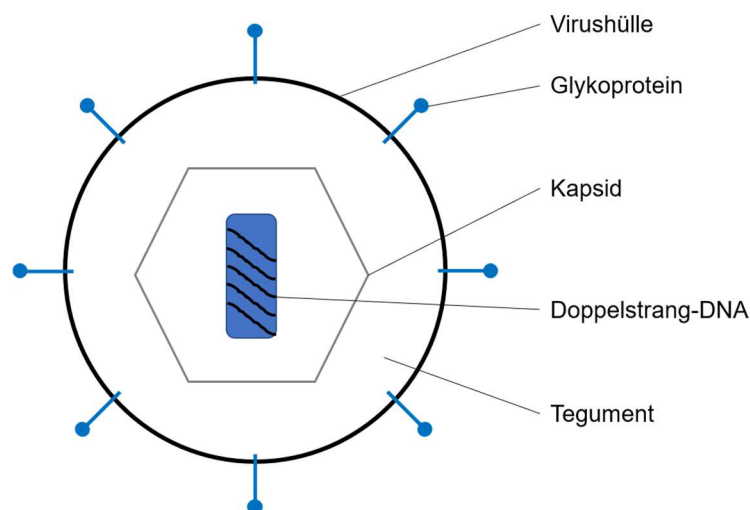 Virushülle
Glykoprotein
Kapsid
Doppelstrang-DNA
Tegument